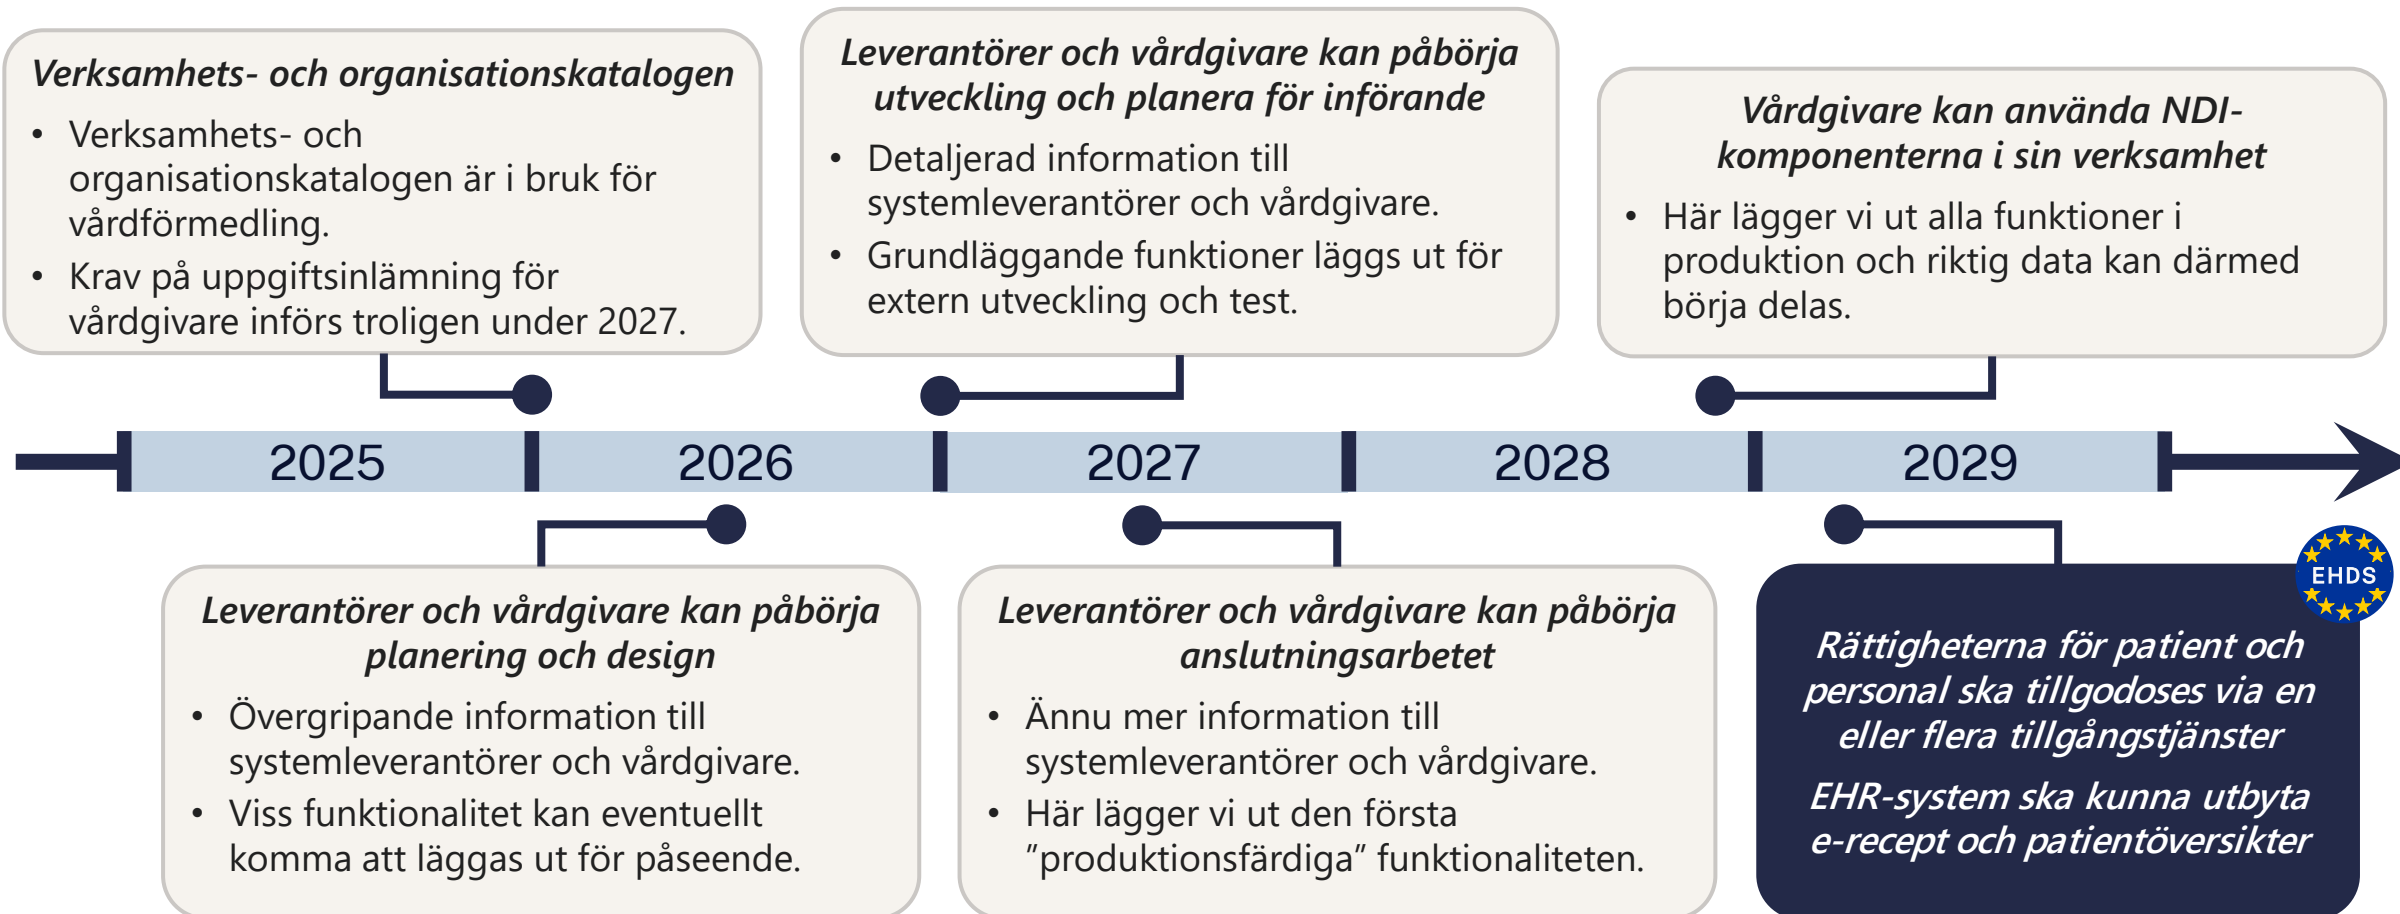 Verksamhets- och organisationskatalogen
• Verksamhets- och
organisationskatalogen är i bruk för
vårdförmedling.
• Krav på uppgiftsinlämning för
vårdgivare införs troligen under 2027.
Leverantörer och vårdgivare kan påbörja
utveckling och planera för införande
• Detaljerad information till
systemleverantörer och vårdgivare.
• Grundläggande funktioner läggs ut för
extern utveckling och test.
Vårdgivare kan använda NDI-
komponenterna i sin verksamhet
• Här lägger vi ut alla funktioner i
produktion och riktig data kan därmed
börja delas.
2025
2026
2027
2028
2029
Leverantörer och vårdgivare kan påbörja
planering och design
• Övergripande information till
systemleverantörer och vårdgivare.
• Viss funktionalitet kan eventuellt
komma att läggas ut för påseende.
Leverantörer och vårdgivare kan påbörja
anslutningsarbetet
• Ännu mer information till
systemleverantörer och vårdgivare.
• Här lägger vi ut den första
”produktionsfärdiga” funktionaliteten.
EHDS
Rättigheterna för patient och
personal ska tillgodoses via en
eller flera tillgångstjänster
EHR-system ska kunna utbyta
e-recept och patientöversikter